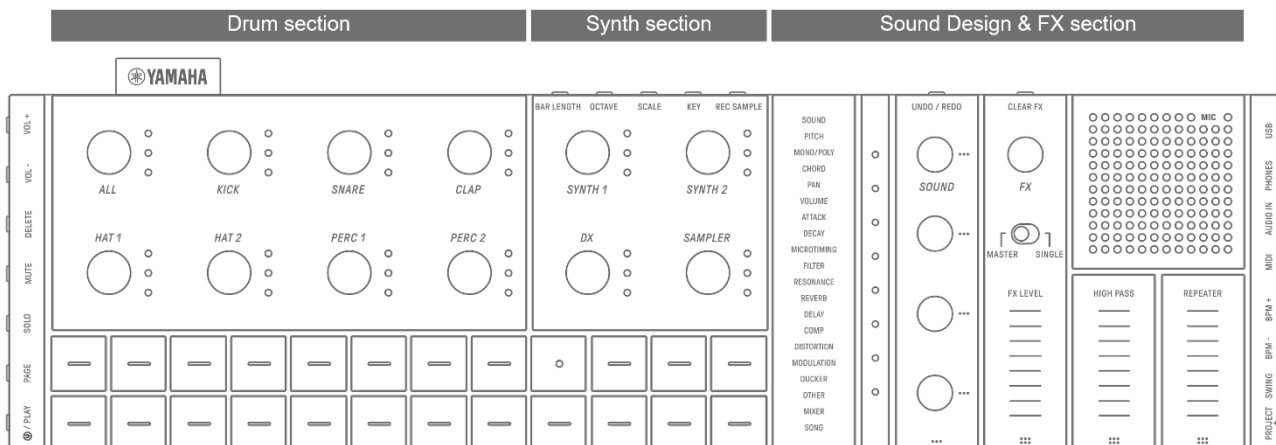 Drum section
Synth section
Sound Design & FX section
YAMAHA
VOL +
VOL -
DELETE
MUTE
SOLO
PAGE
/ PLAY
ALL
KICK
SNARE
CLAP
HAT 1
HAT 2
PERC 1
PERC 2
BAR LENGTH
OCTAVE
SCALE
KEY
REC SAMPLE
SYNTH 1
SYNTH 2
DX
SAMPLER
SOUND
PITCH
MONO/POLY
CHORD
PAN
VOLUME
ATTACK
DECAY
MICROTIMING
FILTER
RESONANCE
REVERB
DELAY
COMP
DISTORTION
MODULATION
DUCKER
OTHER
MIXER
SONG
UNDO / REDO
SOUND
CLEAR FX
FX
MASTER
SINGLE
FX LEVEL
MIC
HIGH PASS
REPEATER
USB
PHONES
AUDIO IN
MIDI
BPM +
BPM -
SWING
PROJECT